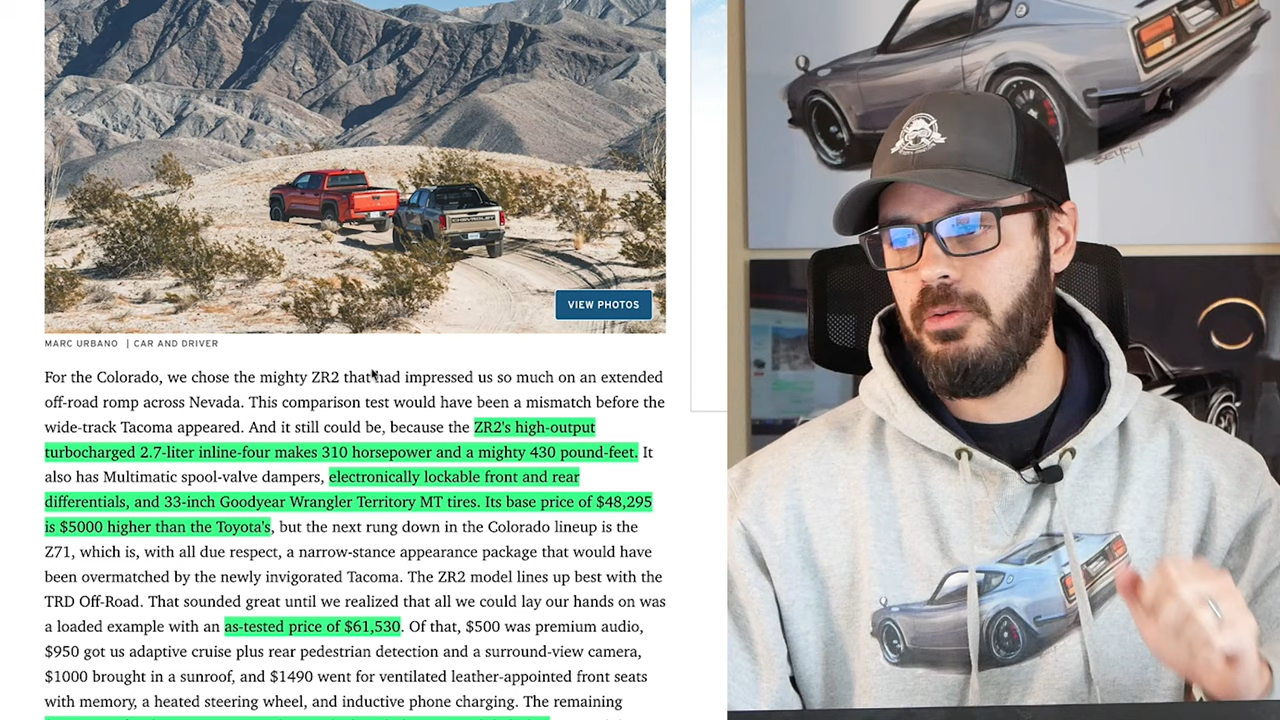 CHEVROLET
VIEW PHOTOS
MARC URBANO | CAR AND DRIVER
For the Colorado, we chose the mighty ZR2 that had impressed us so much on an extended
off-road romp across Nevada. This comparison test would have been a mismatch before the
wide-track Tacoma appeared. And it still could be, because the ZR2's high-output
turbocharged 2.7-liter inline-four makes 310 horsepower and a mighty 430 pound-feet. It
also has Multimatic spool-valve dampers, electronically lockable front and rear
differentials, and 33-inch Goodyear Wrangler Territory MT tires. Its base price of $48,295
is $5000 higher than the Toyota's, but the next rung down in the Colorado lineup is the
Z71, which is, with all due respect, a narrow-stance appearance package that would have
been overmatched by the newly invigorated Tacoma. The ZR2 model lines up best with the
TRD Off-Road. That sounded great until we realized that all we could lay our hands on was
a loaded example with an as-tested price of $61,530. Of that, $500 was premium audio,
$950 got us adaptive cruise plus rear pedestrian detection and a surround-view camera,
$1000 brought in a sunroof, and $1490 went for ventilated leather-appointed front seats
with memory, a heated steering wheel, and inductive phone charging. The remaining